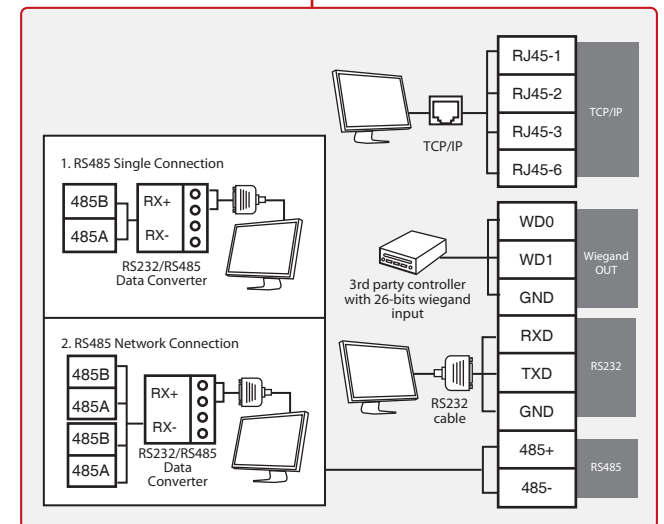 RJ45-1
RJ45-2
RJ45-3
RJ45-6
TCP/IP
TCP/IP
1. RS485 Single Connection
485B
485A
RX+
RX-
RS232/RS485
Data Converter
WD0
WD1
GND
Wiegand
OUT
3rd party controller
with 26-bits wiegand
input
2. RS485 Network Connection
485B
485A
485B
485A
RX+
RX-
RS232/RS485
Data
Converter
RXD
TXD
GND
RS232
RS232
cable
485+
485-
RS485